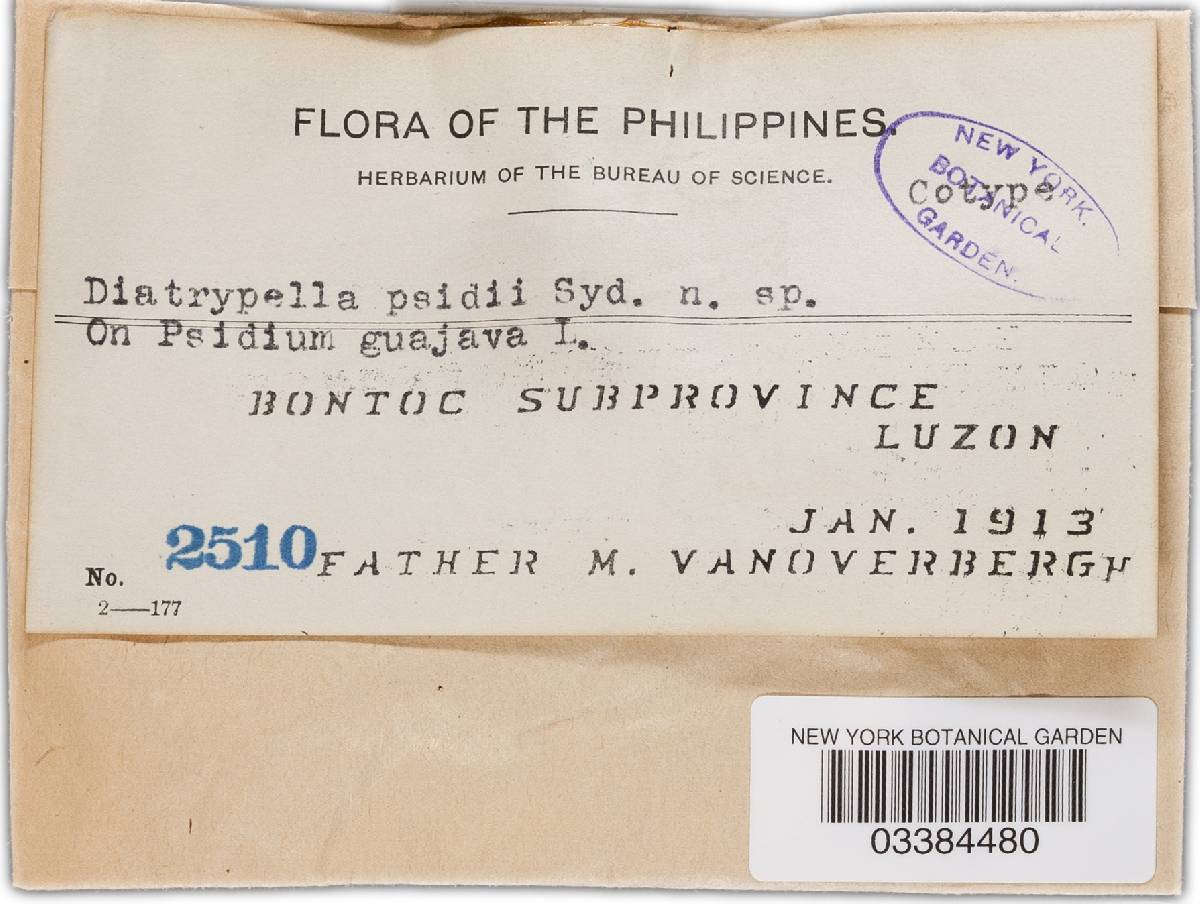 FLORA OF THE PHILIPPINES.
HERBARIUM OF THE BUREAU OF SCIENCE.
NEW YORK.
BOTANICAL
GARDEN.
Cotype
Diatrypella psidii Syd. n. sp.
On Psidium guajava L.
BONTOC SUBPROVINCE
LUZON
JAN. 1913
No. 2510 FATHER M. VANOVERBERGH
2—177
NEW YORK BOTANICAL GARDEN
03384480